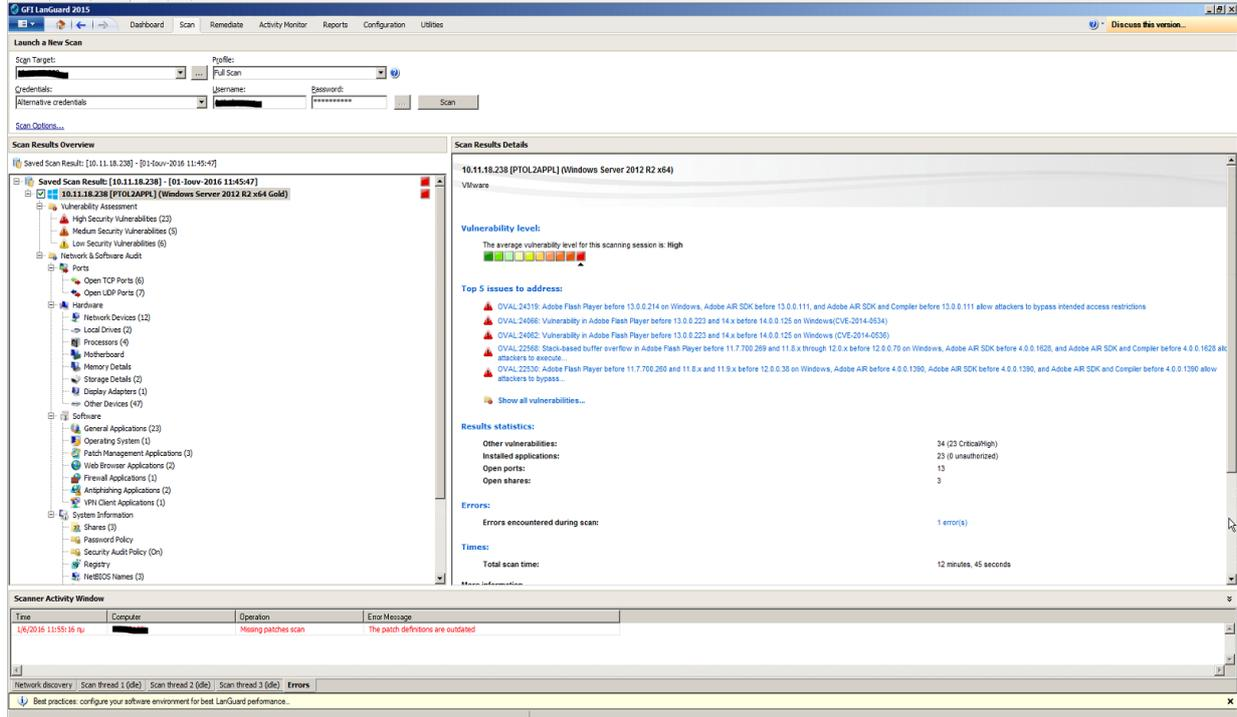 GFI LanGuard 2015
Dashboard Scan Remediate Activity Monitor Reports Configuration Utilities
Discuss this version...
Launch a New Scan
Scan Target: Profile:
Full Scan
Credentials: Username: Password:
Alternative credentials ********** ... Scan
Scan Options...
Scan Results Overview
Saved Scan Result: [10.11.18.238] - [01-Ιουν-2016 11:45:47]
Saved Scan Result: [10.11.18.238] - [01-Ιουν-2016 11:45:47]
10.11.18.238 [PTOL2APPL] (Windows Server 2012 R2 x64 Gold)
Vulnerability Assessment
High Security Vulnerabilities (23)
Medium Security Vulnerabilities (5)
Low Security Vulnerabilities (6)
Network & Software Audit
Ports
Open TCP Ports (6)
Open UDP Ports (7)
Hardware
Network Devices (12)
Local Drives (2)
Processors (4)
Motherboard
Memory Details
Storage Details (2)
Display Adapters (1)
Other Devices (47)
Software
General Applications (23)
Operating System (1)
Patch Management Applications (3)
Web Browser Applications (2)
Firewall Applications (1)
Antiphishing Applications (2)
VPN Client Applications (1)
System Information
Shares (3)
Password Policy
Security Audit Policy (On)
Registry
NetBIOS Names (3)
Scan Results Details
10.11.18.238 [PTOL2APPL] (Windows Server 2012 R2 x64)
VMware
Vulnerability level:
The average vulnerability level for this scanning session is: High
Top 5 issues to address:
OVAL:24319: Adobe Flash Player before 13.0.0.214 on Windows, Adobe AIR SDK before 13.0.0.111, and Adobe AIR SDK and Compiler before 13.0.0.111 allow attackers to bypass intended access restrictions
OVAL:24066: Vulnerability in Adobe Flash Player before 13.0.0.223 and 14.x before 14.0.0.125 on Windows(CVE-2014-0534)
OVAL:24062: Vulnerability in Adobe Flash Player before 13.0.0.223 and 14.x before 14.0.0.125 on Windows (CVE-2014-0536)
OVAL:22568: Stack-based buffer overflow in Adobe Flash Player before 11.7.700.269 and 11.8.x through 12.0.x before 12.0.0.70 on Windows, Adobe AIR SDK before 4.0.0.1628, and Adobe AIR SDK and Compiler before 4.0.0.1628 allo
attackers to execute...
OVAL:22530: Adobe Flash Player before 11.7.700.260 and 11.8.x and 11.9.x before 12.0.0.38 on Windows, Adobe AIR before 4.0.0.1390, Adobe AIR SDK before 4.0.0.1390, and Adobe AIR SDK and Compiler before 4.0.0.1390 allow
attackers to bypass...
Show all vulnerabilities...
Results statistics:
Other vulnerabilities: 34 (23 Critical/High)
Installed applications: 23 (0 unauthorized)
Open ports: 13
Open shares: 3
Errors:
Errors encountered during scan: 1 error(s)
Times:
Total scan time: 12 minutes, 45 seconds
More information
Scanner Activity Window
Time Computer Operation Error Message
1/6/2016 11:55:16 πμ Missing patches scan The patch definitions are outdated
Network discovery Scan thread 1 (idle) Scan thread 2 (idle) Scan thread 3 (idle) Errors
Best practices: configure your software environment for best LanGuard performance...